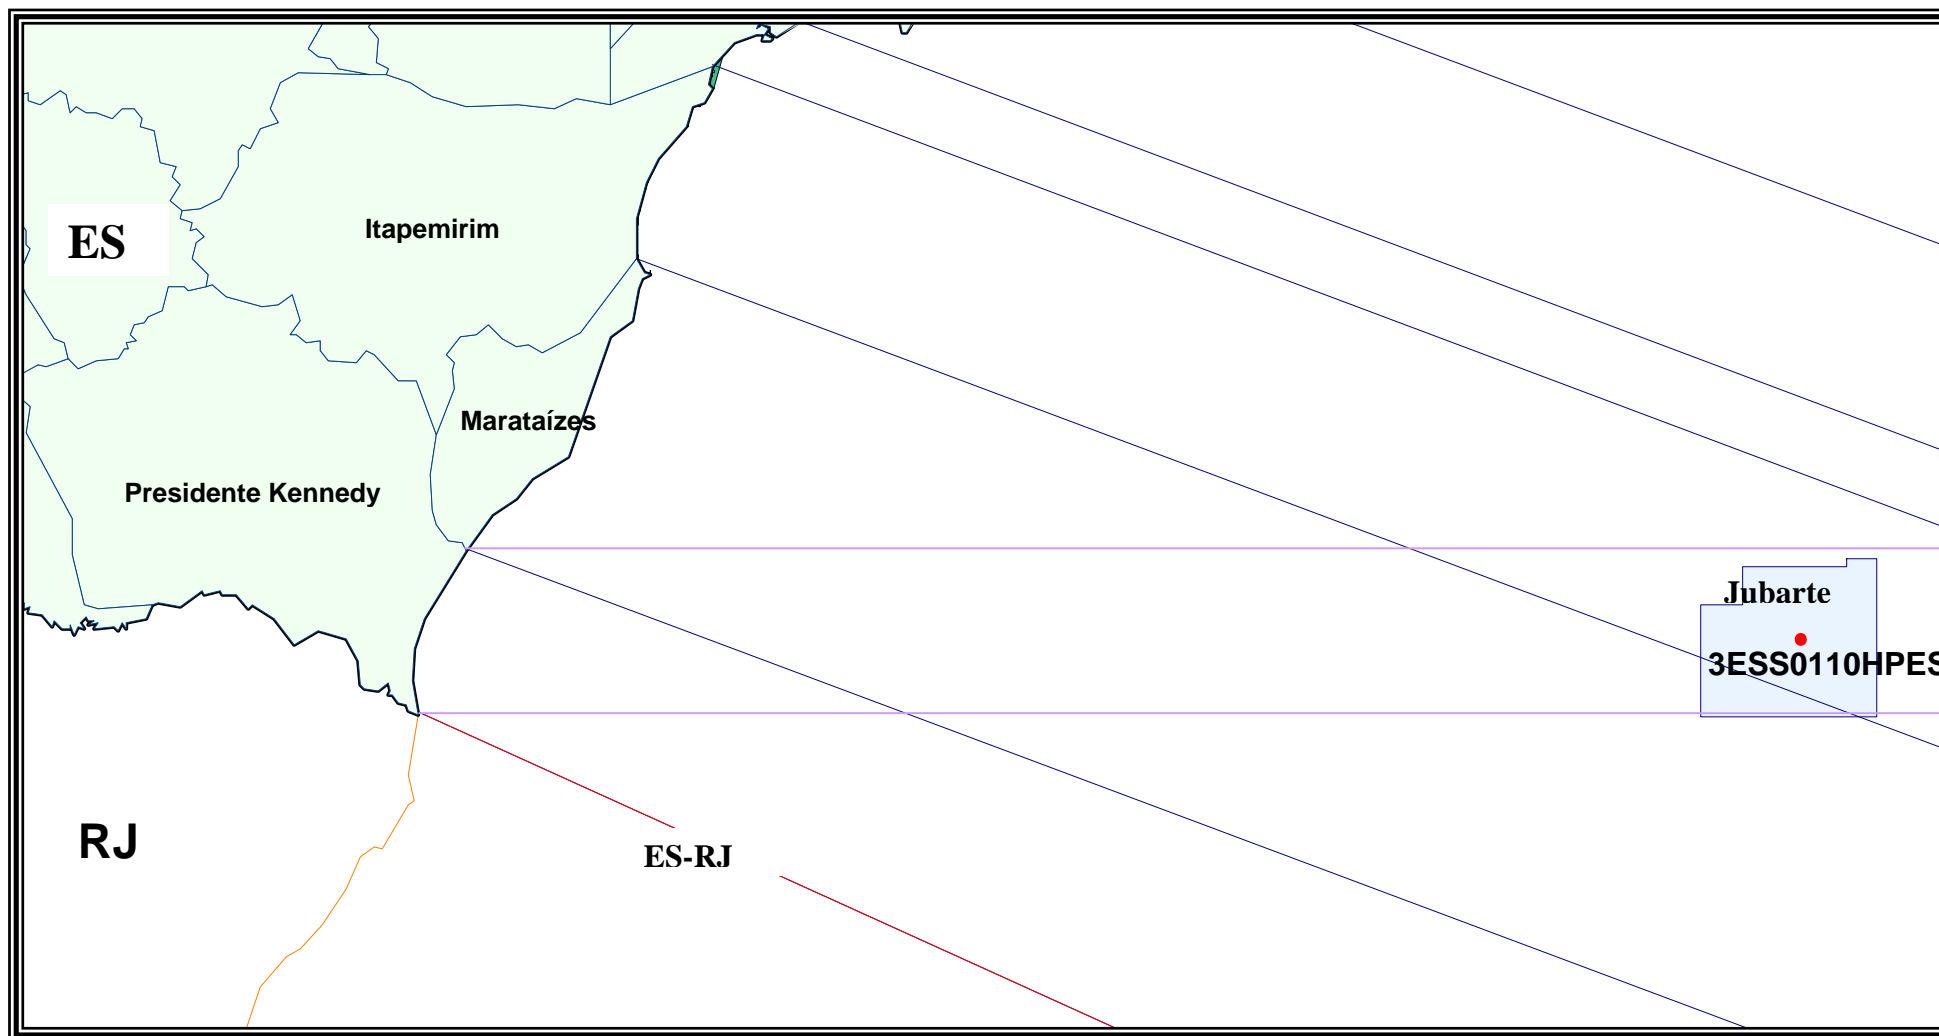 Itapemirim
ES
Marataízes
Presidente Kennedy
Jubarte
3ESS0110HPES
RJ
ES-RJ